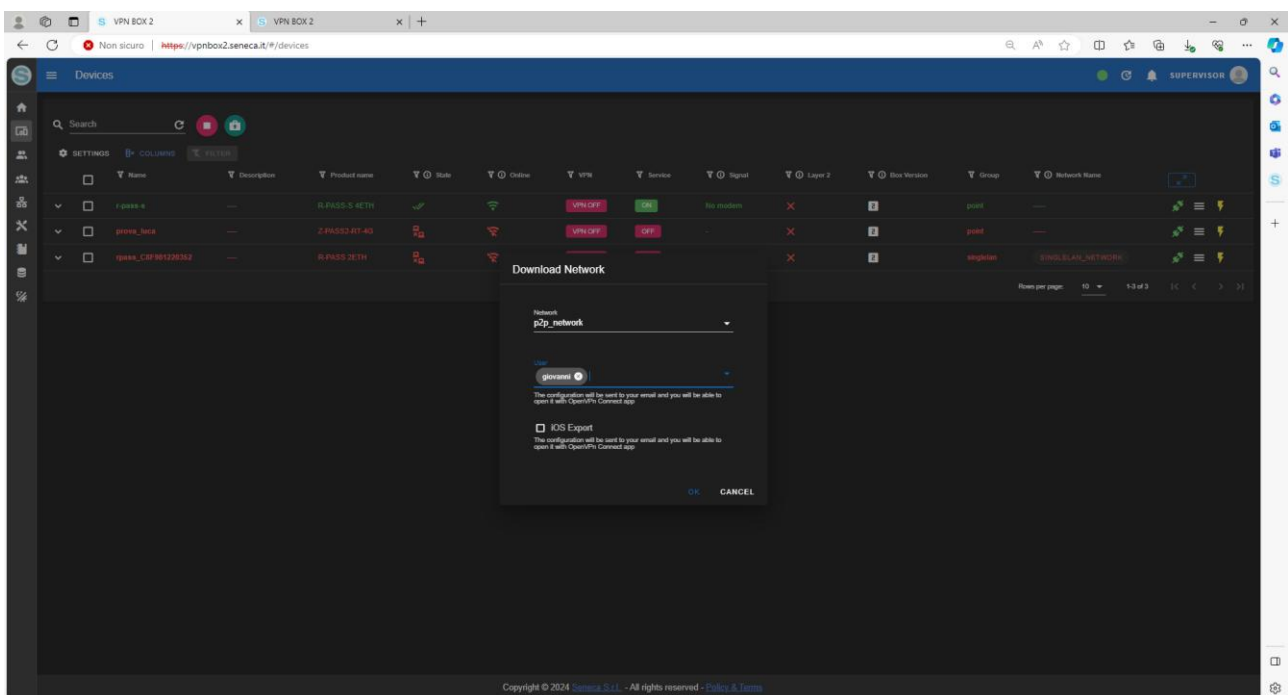 VPN BOX 2
VPN BOX 2
Non sicuro https://vpnbox2.seneca.it/#/devices
Devices
SUPERVISOR
Search
SETTINGS COLUMNS FILTER
Name Description Product name State Online VPN Service Signal Layer 2 Box Version Group Network Name
r-pass-s — R-PASS-S 4ETH VPN OFF ON No modem 2 point —
prova_luca — Z-PASS2-RT-4G VPN OFF OFF - 2 point —
rpass_C8F981220352 — R-PASS 2ETH 2 singlelan SINGLELAN_NETWORK
Rows per page: 10 1-3 of 3
Download Network
Network
p2p_network
User
giovanni
The configuration will be sent to your email and you will be able to
open it with OpenVPn Connect app
iOS Export
The configuration will be sent to your email and you will be able to
open it with OpenVPn Connect app
OK CANCEL
Copyright © 2024 Seneca S.r.l. - All rights reserved - Policy & Terms